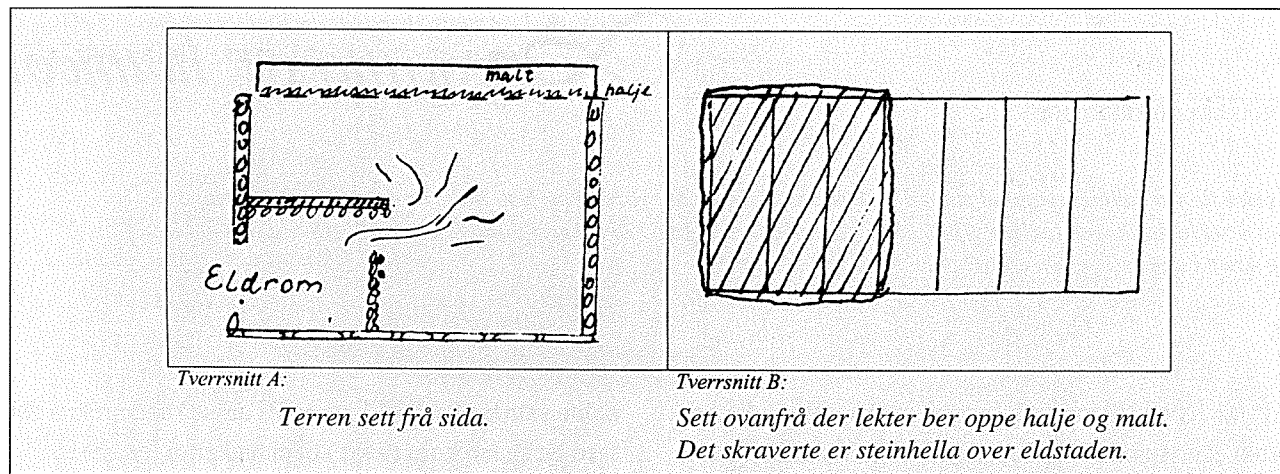 malt
halje
Eldrom
Tverrsnitt A:
Terren sett frå sida.
Tverrsnitt B:
Sett ovanfrå der lekter ber oppe halje og malt.
Det skraverte er steinhella over eldstaden.